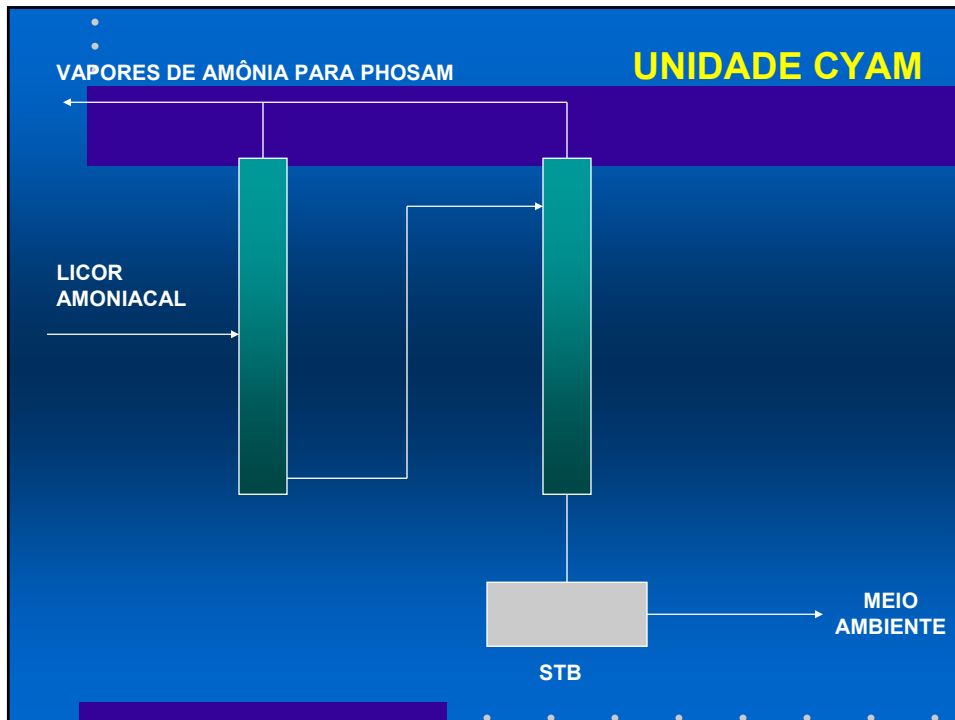 UNIDADE CYAM
VAPORES DE AMÔNIA PARA PHOSAM
LICOR
AMONIACAL
MEIO
AMBIENTE
STB